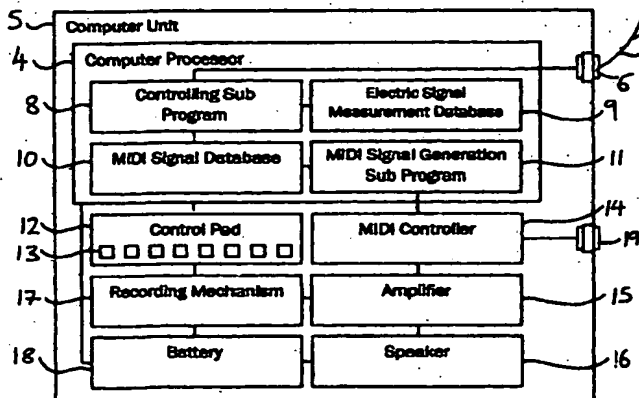 5 Computer Unit
4 Computer Processor
6
8 Controlling Sub Program
Electric Signal Measurement Database 9
10 MIDI Signal Database
MIDI Signal Generation Sub Program 11
12 Control Pad
MIDI Controller 14
13
19
17 Recording Mechanism
Amplifier 15
18 Battery
Speaker 16